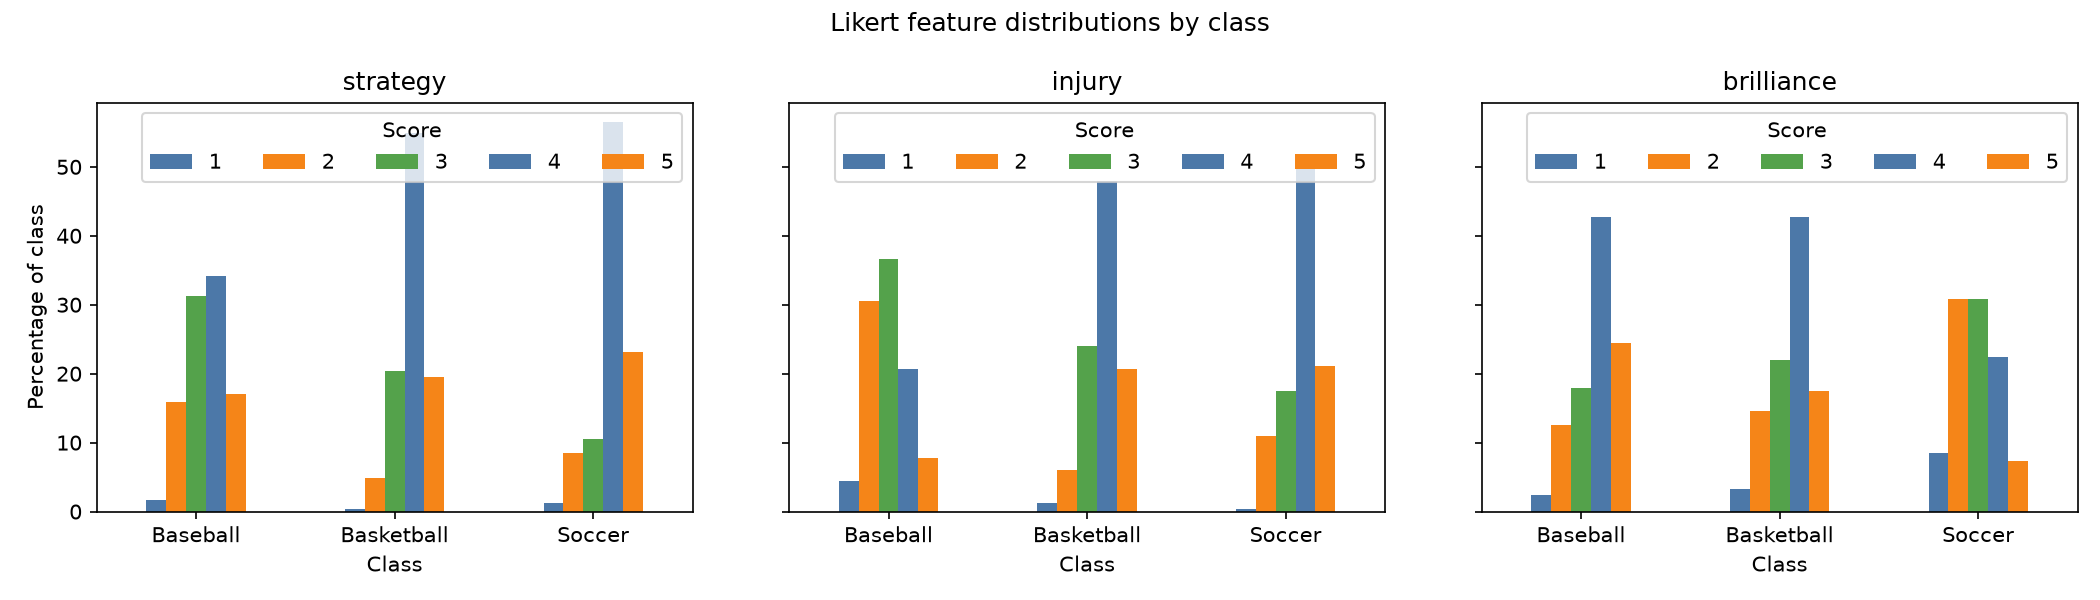 Likert feature distributions by class
strategy
Score
1 2 3 4 5
Percentage of class
50
40
30
20
10
0
Baseball Basketball Soccer
Class
injury
Score
1 2 3 4 5
Baseball Basketball Soccer
Class
brilliance
Score
1 2 3 4 5
Baseball Basketball Soccer
Class